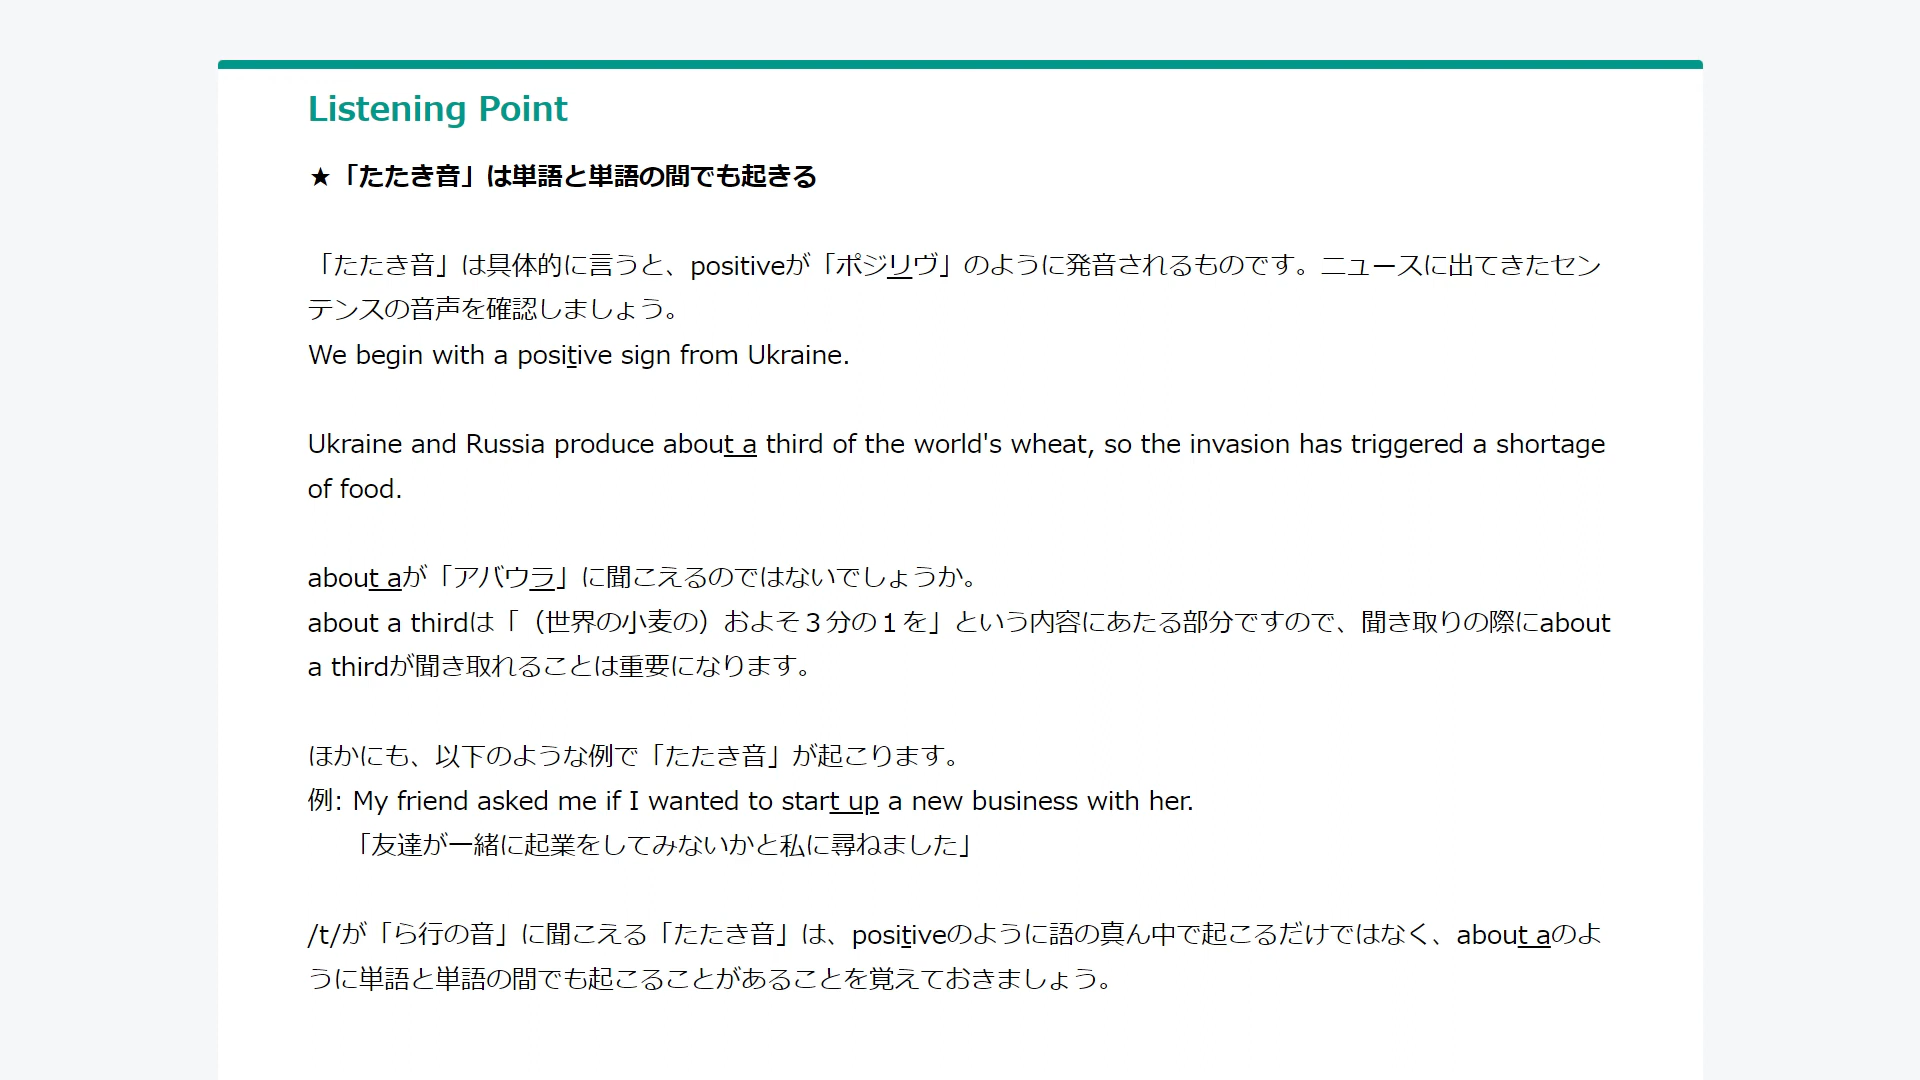 Listening Point
★「たたき音」は単語と単語の間でも起きる
「たたき音」は具体的に言うと、positiveが「ポジリヴ」のように発音されるものです。ニュースに出てきたセン
テンスの音声を確認しましょう。
We begin with a positive sign from Ukraine.
Ukraine and Russia produce about a third of the world's wheat, so the invasion has triggered a shortage
of food.
about aが「アバウラ」に聞こえるのではないでしょうか。
about a thirdは「（世界の小麦の）およそ３分の１を」という内容にあたる部分ですので、聞き取りの際にabout
a thirdが聞き取れることは重要になります。
ほかにも、以下のような例で「たたき音」が起こります。
例: My friend asked me if I wanted to start up a new business with her.
「友達が一緒に起業をしてみないかと私に尋ねました」
/t/が「ら行の音」に聞こえる「たたき音」は、positiveのように語の真ん中で起こるだけではなく、about aのよ
うに単語と単語の間でも起こることがあることを覚えておきましょう。